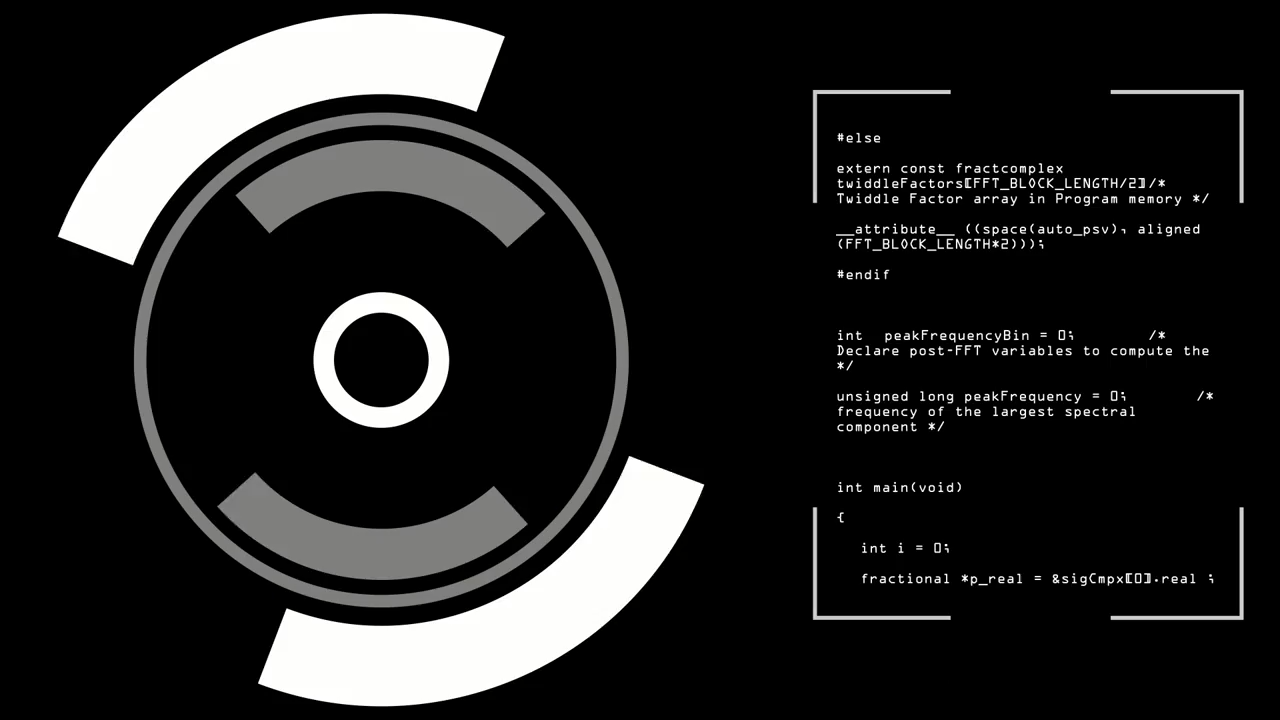 #else
extern const fractcomplex
twiddleFactors[FFT_BLOCK_LENGTH/2]/*
Twiddle Factor array in Program memory */
__attribute__ ((space(auto_psv), aligned
(FFT_BLOCK_LENGTH*2)));
#endif
int  peakFrequencyBin = 0;        /*
Declare post-FFT variables to compute the
*/
unsigned long peakFrequency = 0;        /*
frequency of the largest spectral
component */
int main(void)
{
int i = 0;
fractional *p_real = &sigCmpx[0].real ;